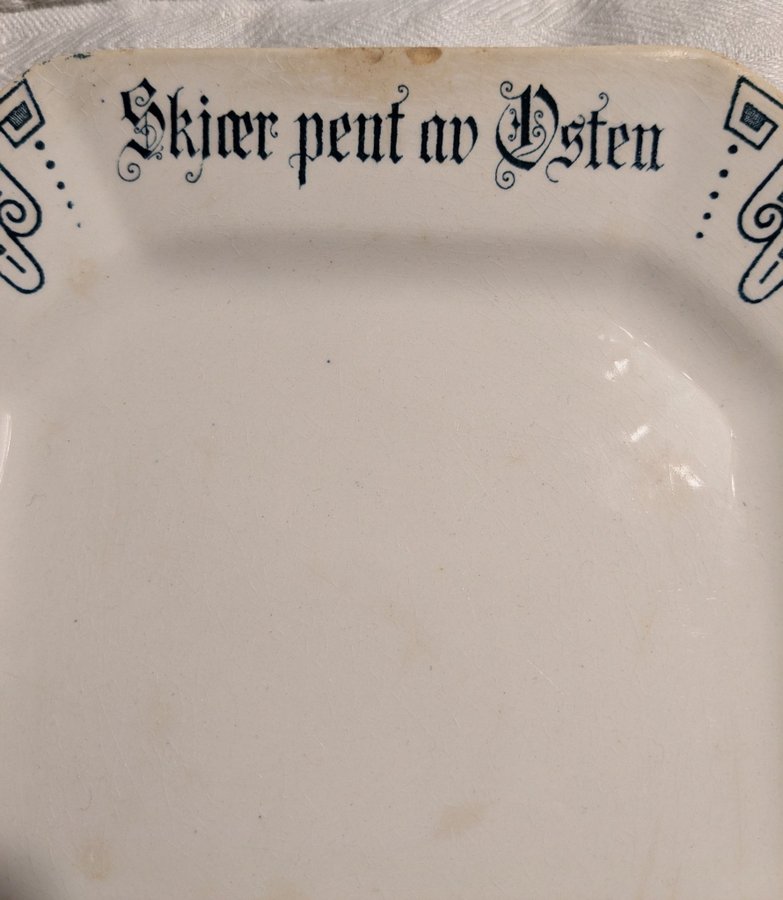 Skjær pent av Osten